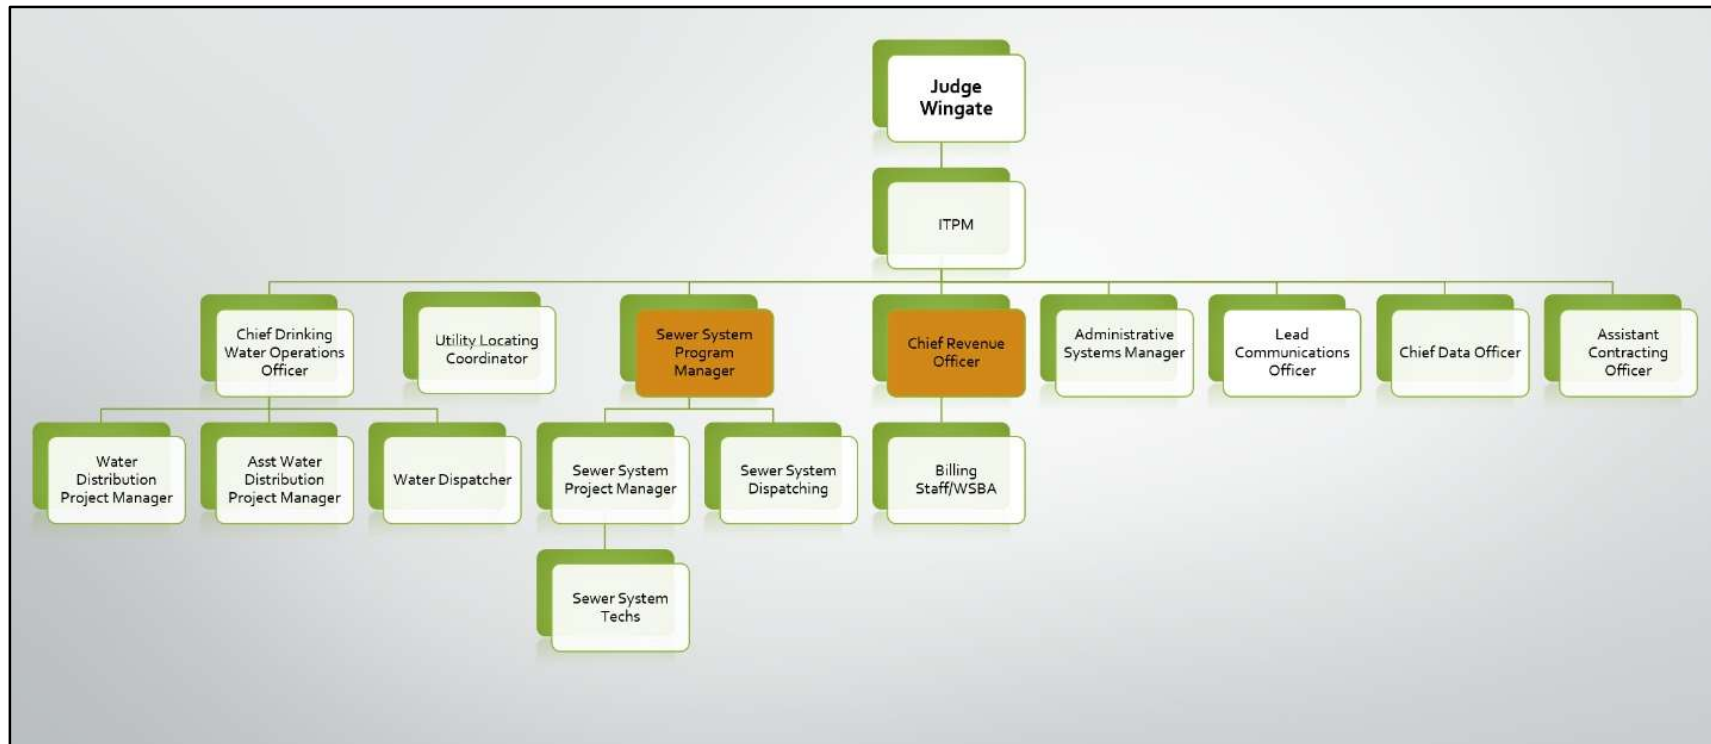 Judge
Wingate
ITPM
Chief Drinking
Water Operations
Officer
Utility Locating
Coordinator
Sewer System
Program
Manager
Chief Revenue
Officer
Administrative
Systems Manager
Lead
Communications
Officer
Chief Data Officer
Assistant
Contracting
Officer
Water
Distribution
Project Manager
Asst Water
Distribution
Project Manager
Water Dispatcher
Sewer System
Project Manager
Sewer System
Dispatching
Billing
Staff/WSBA
Sewer System
Techs